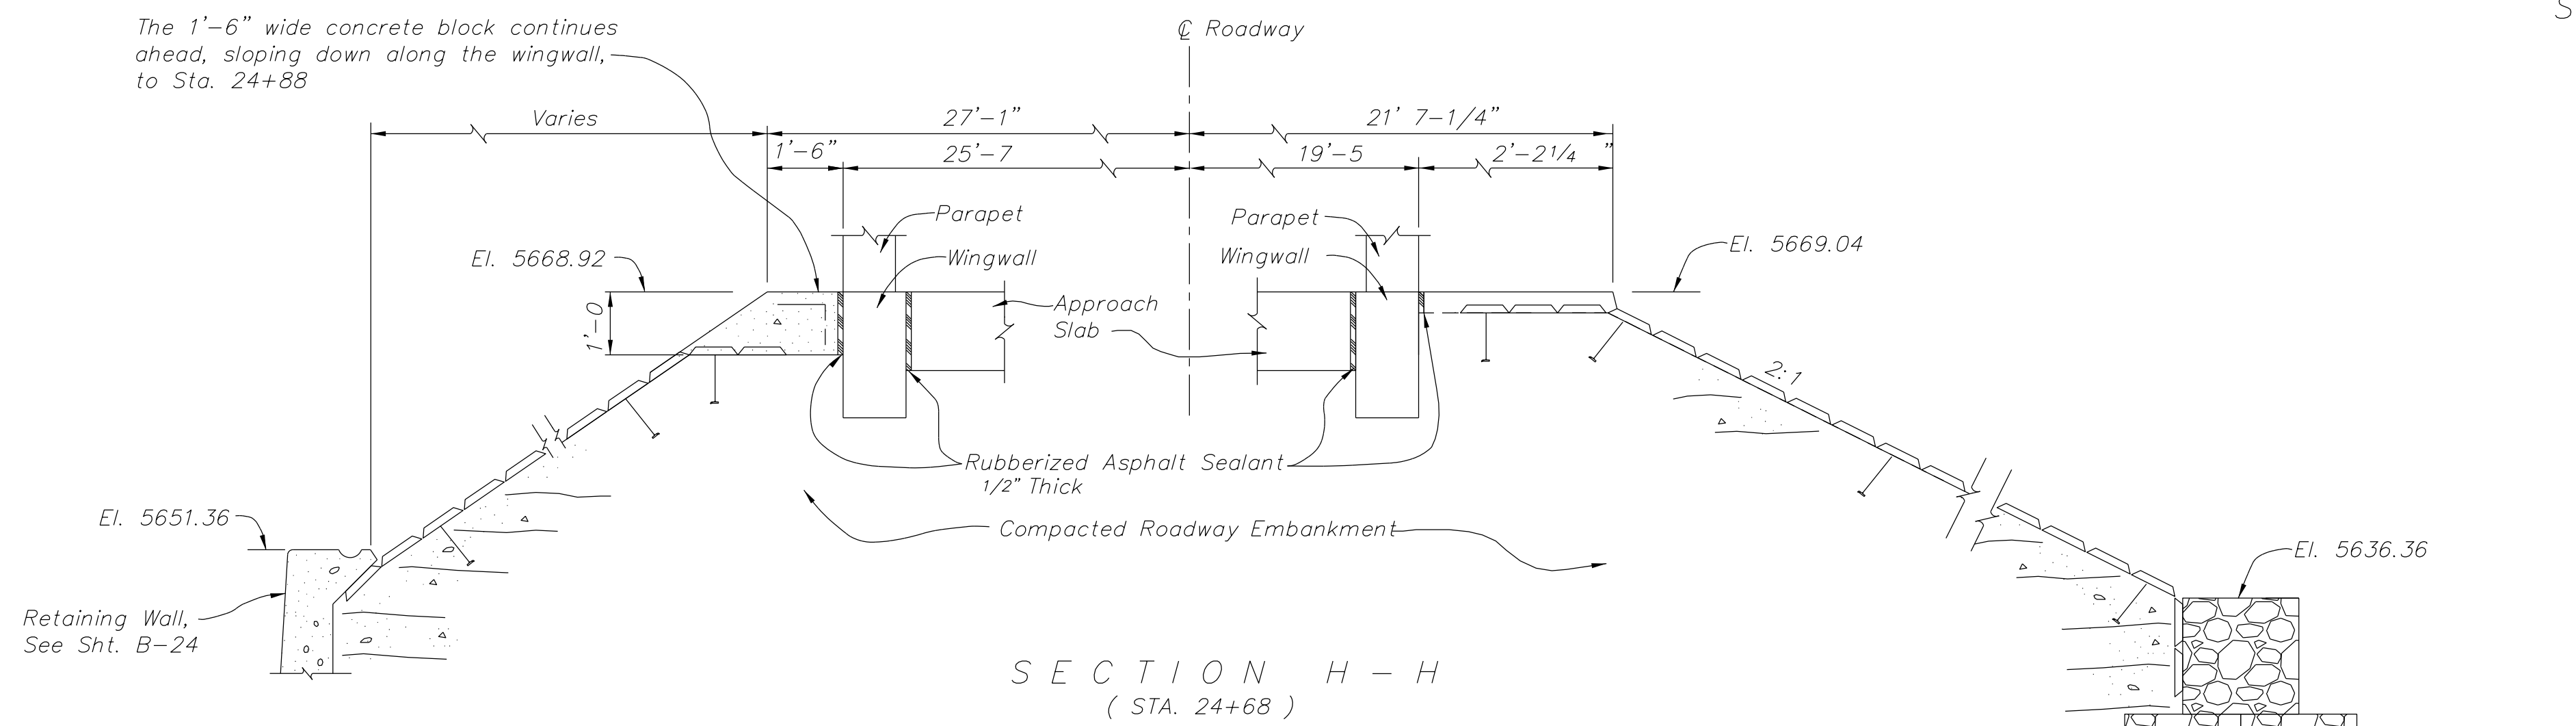 The 1'-6" wide concrete block continues
ahead, sloping down along the wingwall,
to Sta. 24+88
℄ Roadway
S
Varies
27'-1"
21' 7-1/4"
1'-6"
25'-7
19'-5
2'-2 1/4 "
Parapet
Parapet
El. 5668.92
Wingwall
Wingwall
El. 5669.04
1'-0
Approach
Slab
2:1
Rubberized Asphalt Sealant
1/2" Thick
El. 5651.36
Compacted Roadway Embankment
El. 5636.36
Retaining Wall,
See Sht. B-24
SECTION H-H
( STA. 24+68 )